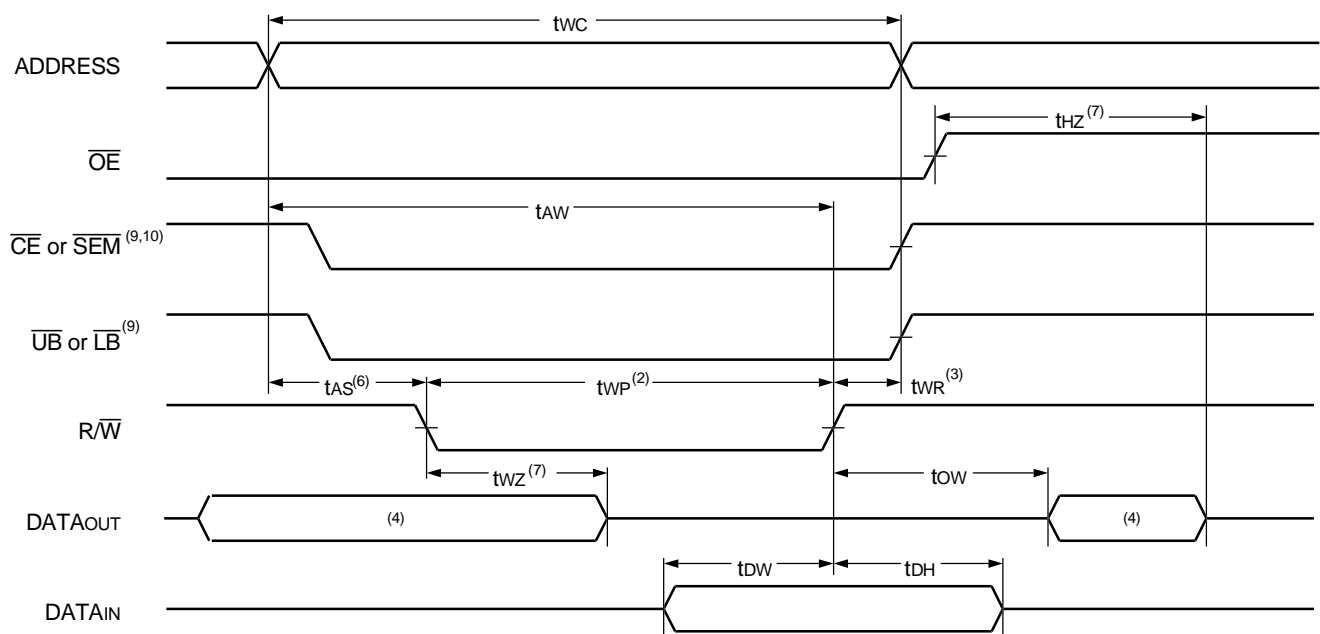 tWC
ADDRESS
tHZ(7)
OE
tAW
CE or SEM(9,10)
UB or LB(9)
tAS(6)
tWP(2)
tWR(3)
R/W
tWZ(7)
tOW
DATAOUT
(4)
(4)
tDW
tDH
DATAIN